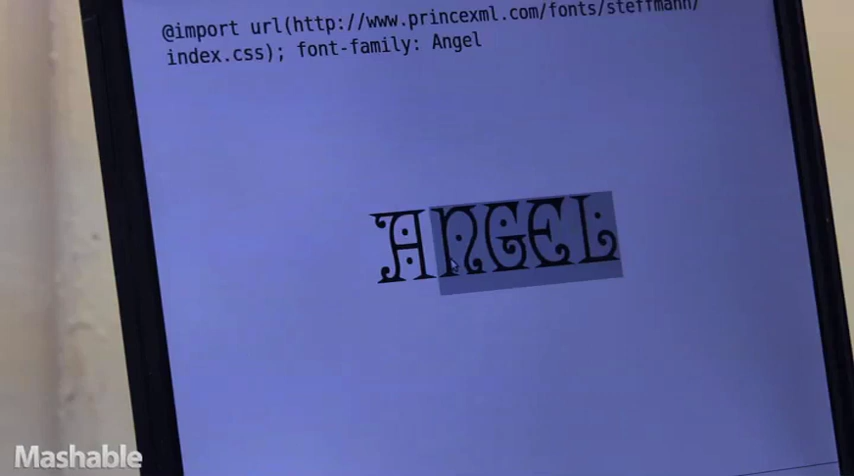 @import url(http://www.princexml.com/fonts/steffmann/
index.css); font-family: Angel
ANGEL
Mashable